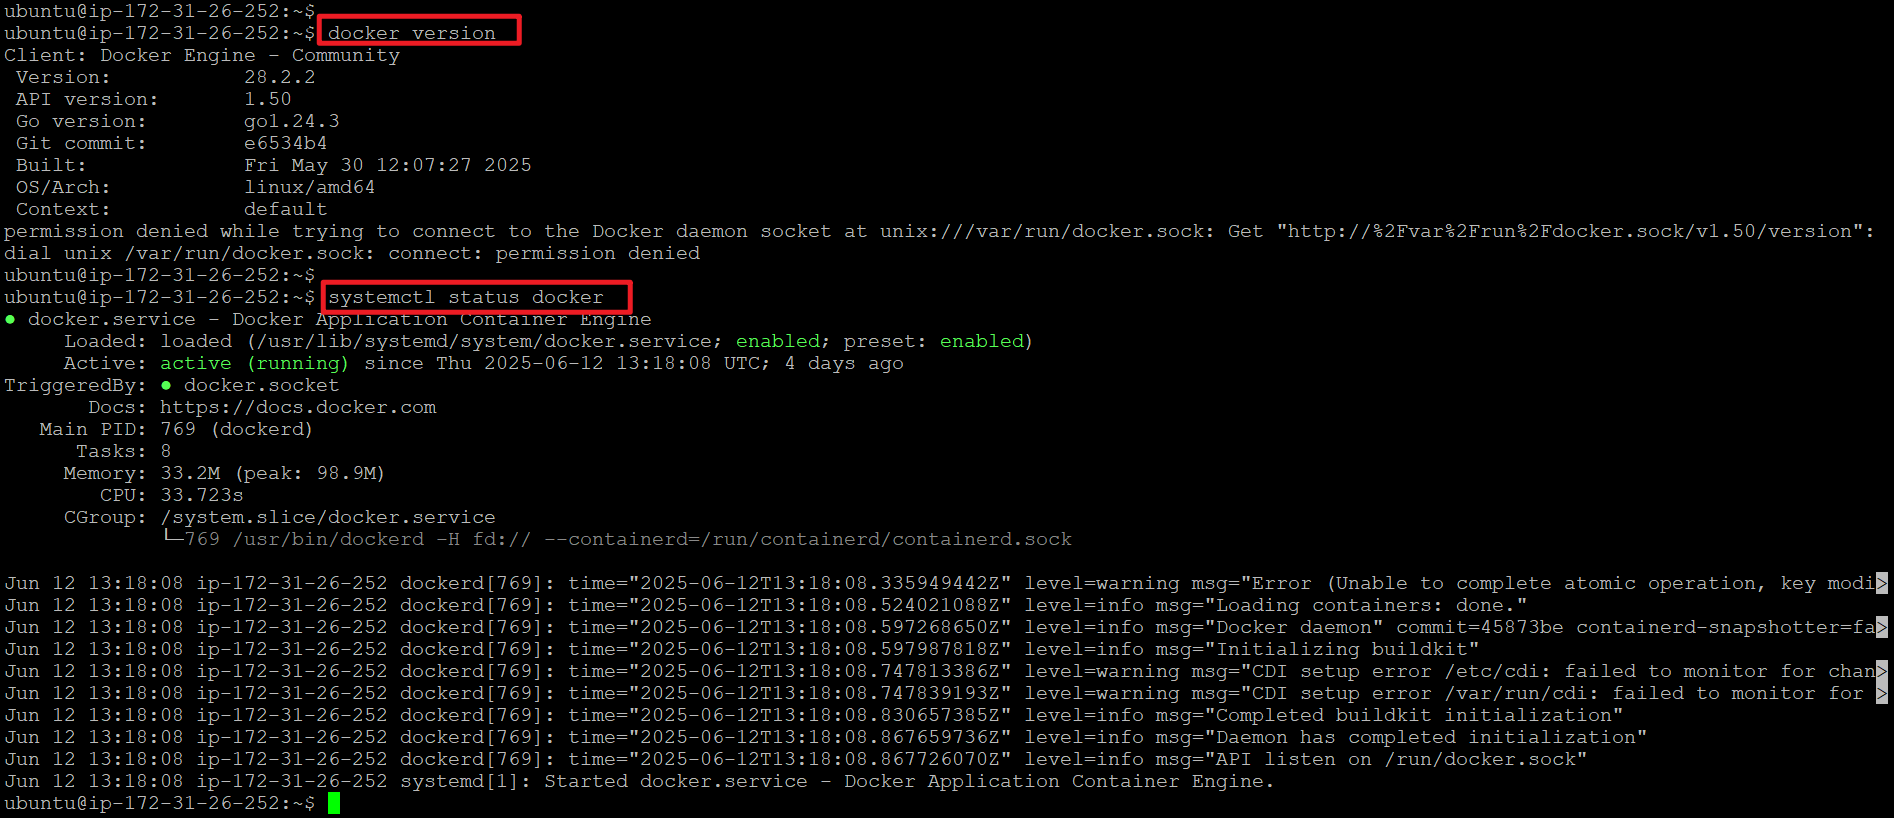 ubuntu@ip-172-31-26-252:~$
ubuntu@ip-172-31-26-252:~$ docker version
Client: Docker Engine - Community
 Version:           28.2.2
 API version:       1.50
 Go version:        go1.24.3
 Git commit:        e6534b4
 Built:             Fri May 30 12:07:27 2025
 OS/Arch:           linux/amd64
 Context:           default
permission denied while trying to connect to the Docker daemon socket at unix:///var/run/docker.sock: Get "http://%2Fvar%2Frun%2Fdocker.sock/v1.50/version":
dial unix /var/run/docker.sock: connect: permission denied
ubuntu@ip-172-31-26-252:~$
ubuntu@ip-172-31-26-252:~$ systemctl status docker
● docker.service - Docker Application Container Engine
     Loaded: loaded (/usr/lib/systemd/system/docker.service; enabled; preset: enabled)
     Active: active (running) since Thu 2025-06-12 13:18:08 UTC; 4 days ago
TriggeredBy: ● docker.socket
       Docs: https://docs.docker.com
   Main PID: 769 (dockerd)
      Tasks: 8
     Memory: 33.2M (peak: 98.9M)
        CPU: 33.723s
     CGroup: /system.slice/docker.service
             └─769 /usr/bin/dockerd -H fd:// --containerd=/run/containerd/containerd.sock

Jun 12 13:18:08 ip-172-31-26-252 dockerd[769]: time="2025-06-12T13:18:08.335949442Z" level=warning msg="Error (Unable to complete atomic operation, key modi>
Jun 12 13:18:08 ip-172-31-26-252 dockerd[769]: time="2025-06-12T13:18:08.524021088Z" level=info msg="Loading containers: done."
Jun 12 13:18:08 ip-172-31-26-252 dockerd[769]: time="2025-06-12T13:18:08.597268650Z" level=info msg="Docker daemon" commit=45873be containerd-snapshotter=fa>
Jun 12 13:18:08 ip-172-31-26-252 dockerd[769]: time="2025-06-12T13:18:08.597987818Z" level=info msg="Initializing buildkit"
Jun 12 13:18:08 ip-172-31-26-252 dockerd[769]: time="2025-06-12T13:18:08.747813386Z" level=warning msg="CDI setup error /etc/cdi: failed to monitor for chan>
Jun 12 13:18:08 ip-172-31-26-252 dockerd[769]: time="2025-06-12T13:18:08.747839193Z" level=warning msg="CDI setup error /var/run/cdi: failed to monitor for >
Jun 12 13:18:08 ip-172-31-26-252 dockerd[769]: time="2025-06-12T13:18:08.830657385Z" level=info msg="Completed buildkit initialization"
Jun 12 13:18:08 ip-172-31-26-252 dockerd[769]: time="2025-06-12T13:18:08.867659736Z" level=info msg="Daemon has completed initialization"
Jun 12 13:18:08 ip-172-31-26-252 dockerd[769]: time="2025-06-12T13:18:08.867726070Z" level=info msg="API listen on /run/docker.sock"
Jun 12 13:18:08 ip-172-31-26-252 systemd[1]: Started docker.service - Docker Application Container Engine.
ubuntu@ip-172-31-26-252:~$